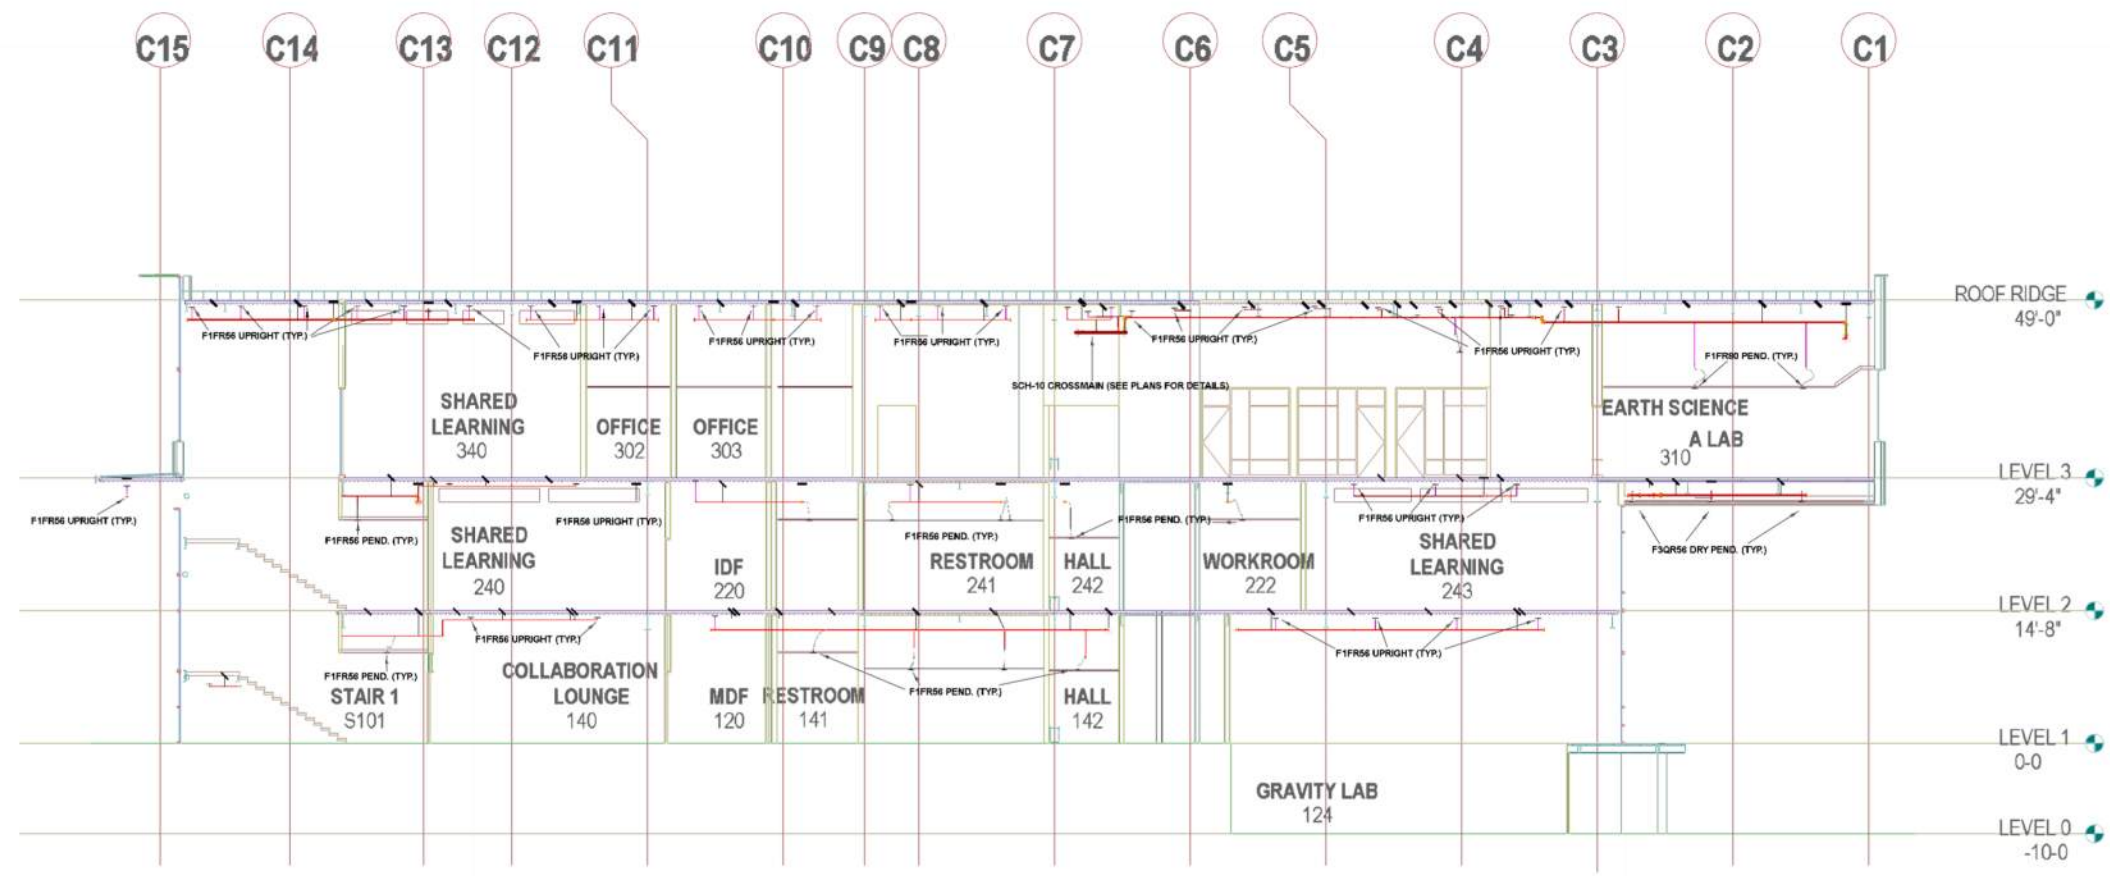 C15 C14 C13 C12 C11 C10 C9 C8 C7 C6 C5 C4 C3 C2 C1
ROOF RIDGE
49'-0"
F1FR56 UPRIGHT (TYP.)
F1FR56 UPRIGHT (TYP.)
F1FR56 UPRIGHT (TYP.)
F1FR56 UPRIGHT (TYP.)
F1FR56 UPRIGHT (TYP.)
F1FR56 UPRIGHT (TYP.)
F1FR80 PEND. (TYP.)
SCH-10 CROSSMAIN (SEE PLANS FOR DETAILS)
SHARED
LEARNING
340
OFFICE
302
OFFICE
303
EARTH SCIENCE
A LAB
310
LEVEL 3
29'-4"
F1FR56 UPRIGHT (TYP.)
F1FR56 PEND. (TYP.)
F1FR56 UPRIGHT (TYP.)
F1FR56 PEND. (TYP.)
F1FR56 PEND. (TYP.)
F1FR56 UPRIGHT (TYP.)
F3QR56 DRY PEND. (TYP.)
SHARED
LEARNING
240
IDF
220
RESTROOM
241
HALL
242
WORKROOM
222
SHARED
LEARNING
243
LEVEL 2
14'-8"
F1FR56 UPRIGHT (TYP.)
F1FR56 PEND. (TYP.)
F1FR56 PEND. (TYP.)
F1FR56 UPRIGHT (TYP.)
STAIR 1
S101
COLLABORATION
LOUNGE
140
MDF
120
RESTROOM
141
HALL
142
LEVEL 1
0-0
GRAVITY LAB
124
LEVEL 0
-10-0